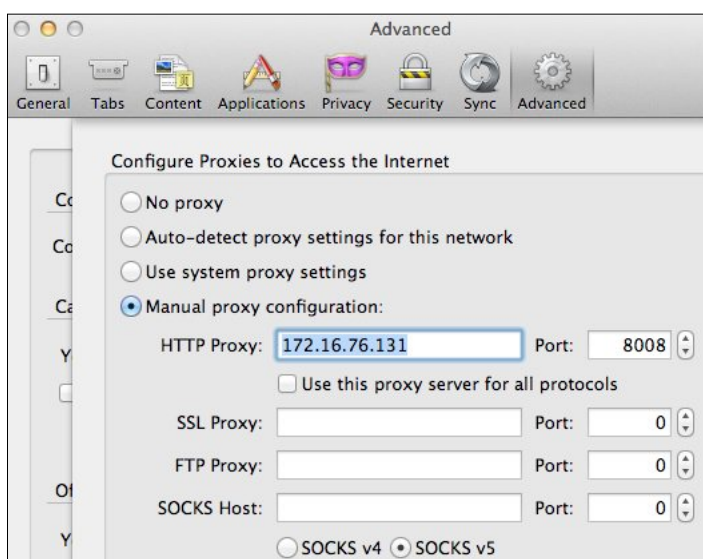 Advanced
General Tabs Content Applications Privacy Security Sync Advanced
Configure Proxies to Access the Internet
No proxy
Auto-detect proxy settings for this network
Use system proxy settings
Manual proxy configuration:
HTTP Proxy: 172.16.76.131 Port: 8008
Use this proxy server for all protocols
SSL Proxy: Port: 0
FTP Proxy: Port: 0
SOCKS Host: Port: 0
SOCKS v4 SOCKS v5